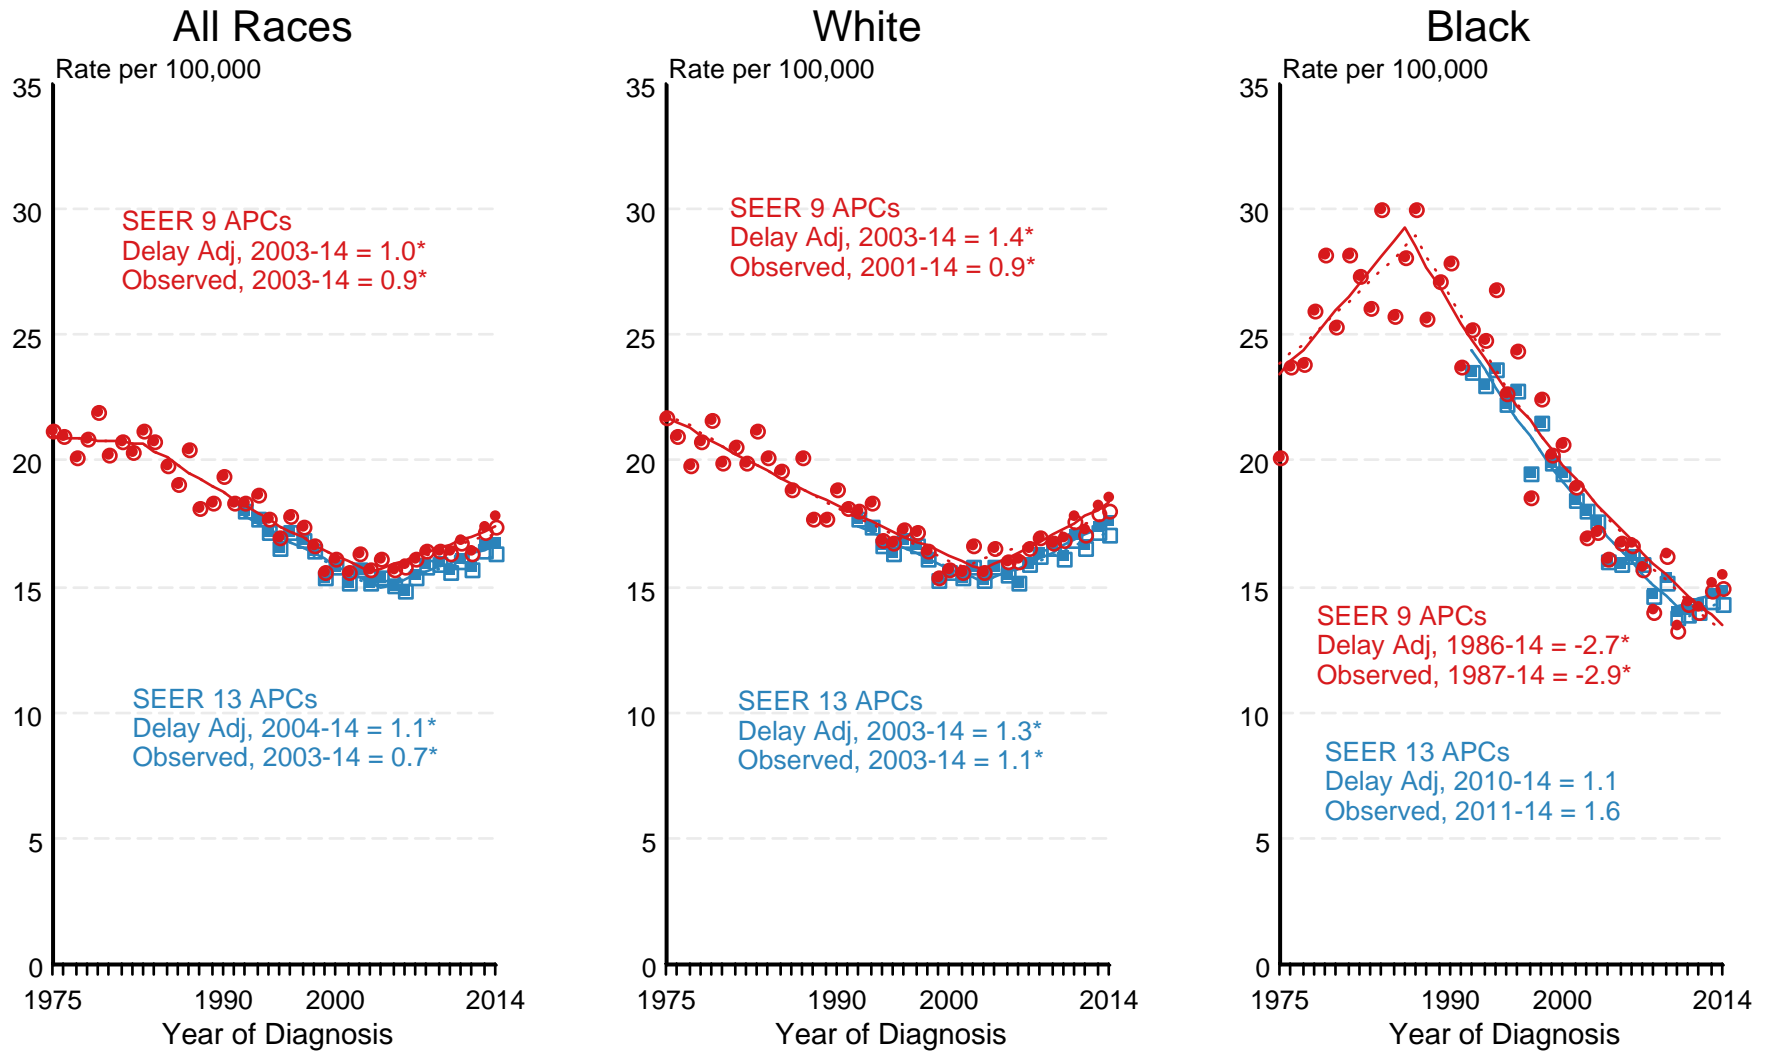 All Races
Rate per 100,000
35
30
25
20
15
10
5
0
SEER 9 APCs
Delay Adj, 2003-14 = 1.0*
Observed, 2003-14 = 0.9*
SEER 13 APCs
Delay Adj, 2004-14 = 1.1*
Observed, 2003-14 = 0.7*
1975 1990 2000 2014
Year of Diagnosis
White
Rate per 100,000
35
30
25
20
15
10
5
0
SEER 9 APCs
Delay Adj, 2003-14 = 1.4*
Observed, 2001-14 = 0.9*
SEER 13 APCs
Delay Adj, 2003-14 = 1.3*
Observed, 2003-14 = 1.1*
1975 1990 2000 2014
Year of Diagnosis
Black
Rate per 100,000
35
30
25
20
15
10
5
0
SEER 9 APCs
Delay Adj, 1986-14 = -2.7*
Observed, 1987-14 = -2.9*
SEER 13 APCs
Delay Adj, 2010-14 = 1.1
Observed, 2011-14 = 1.6
1975 1990 2000 2014
Year of Diagnosis